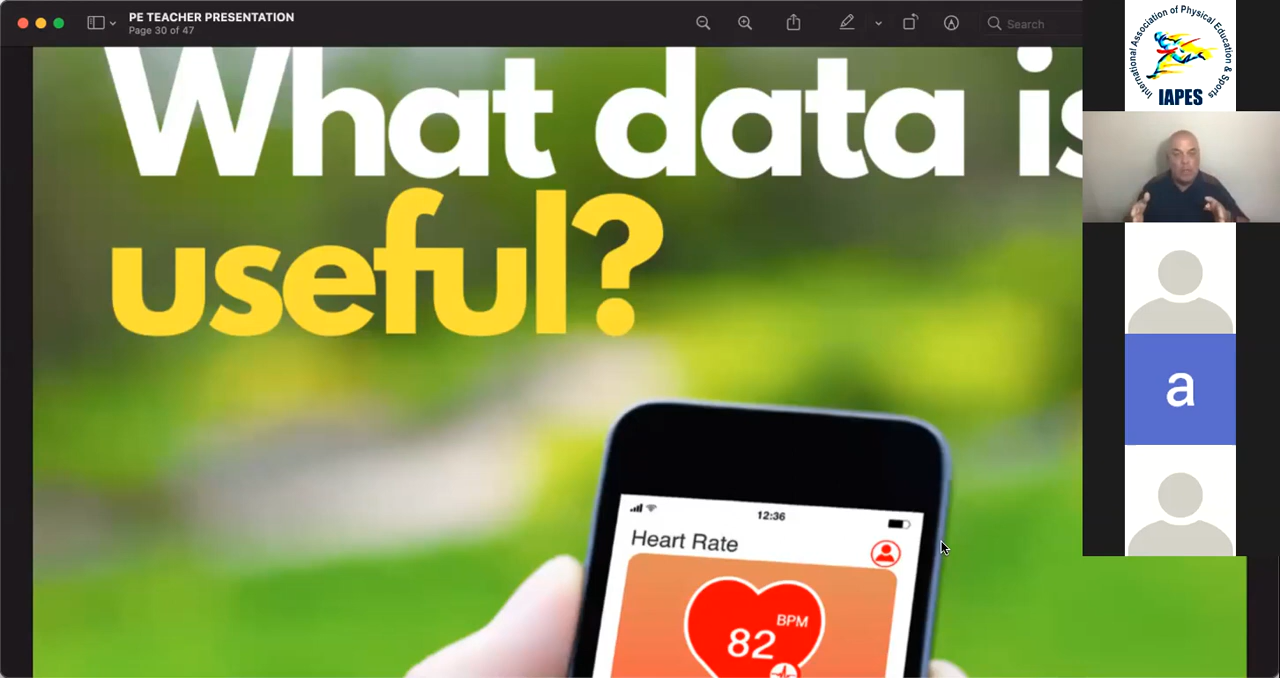 PE TEACHER PRESENTATION
Page 30 of 47
Search
What data is
useful?
12:36
Heart Rate
BPM
82
International Association of Physical Education & Sports
IAPES
a